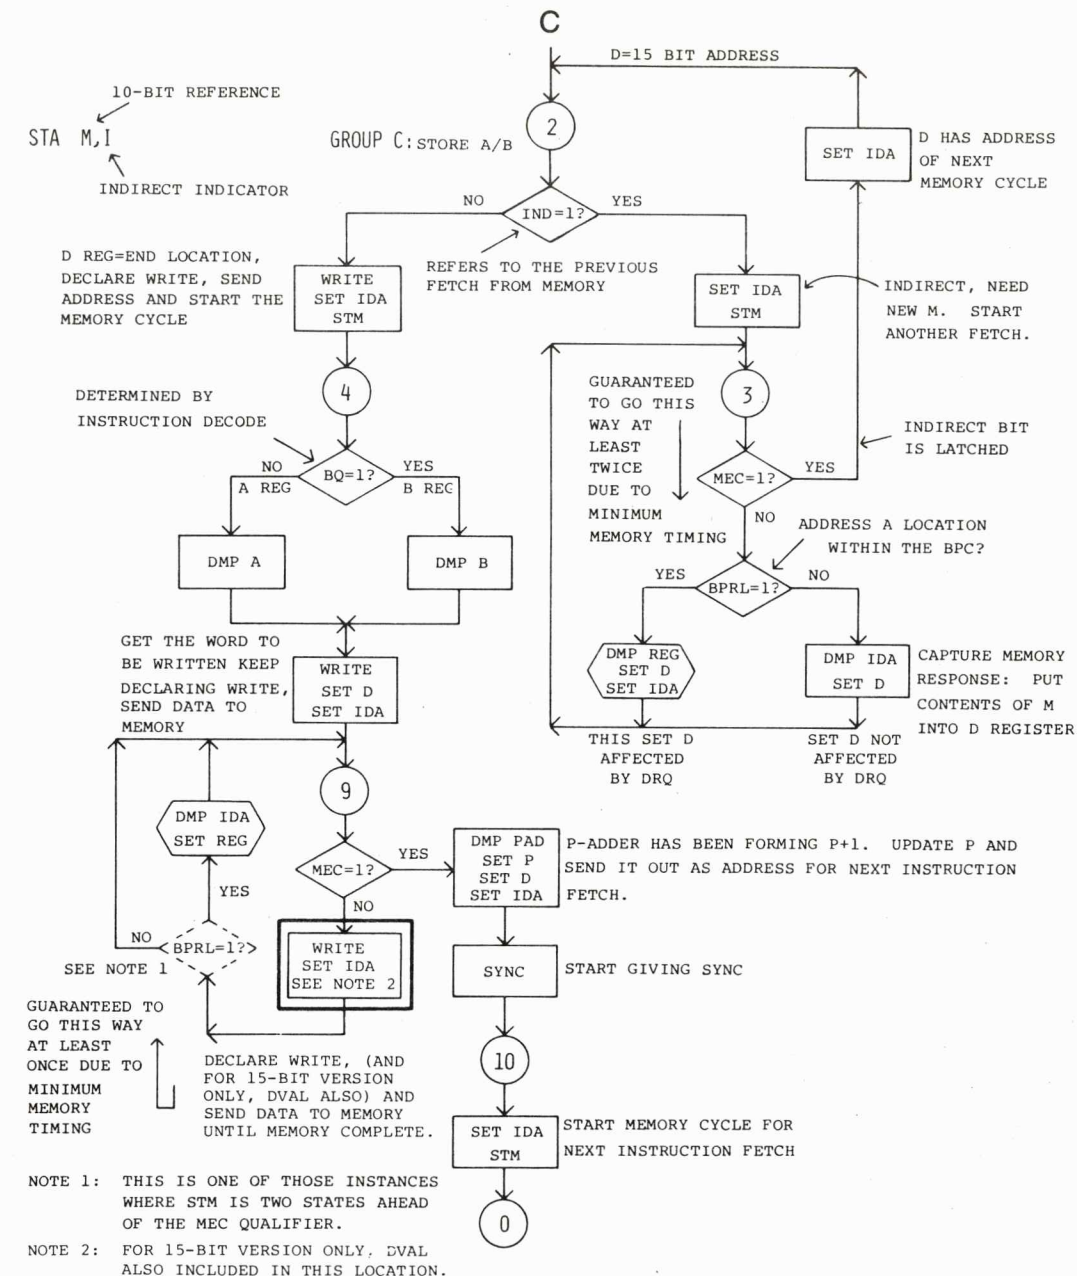 C
D=15 BIT ADDRESS
10-BIT REFERENCE
STA M,I
INDIRECT INDICATOR
2
GROUP C: STORE A/B
SET IDA
D HAS ADDRESS
OF NEXT
MEMORY CYCLE
NO
IND=1?
YES
REFERS TO THE PREVIOUS
FETCH FROM MEMORY
D REG=END LOCATION,
DECLARE WRITE, SEND
ADDRESS AND START THE
MEMORY CYCLE
WRITE
SET IDA
STM
SET IDA
STM
INDIRECT, NEED
NEW M. START
ANOTHER FETCH.
4
3
GUARANTEED
TO GO THIS
WAY AT
LEAST
TWICE
DUE TO
MINIMUM
MEMORY TIMING
DETERMINED BY
INSTRUCTION DECODE
INDIRECT BIT
IS LATCHED
NO
A REG
BQ=1?
YES
B REG
MEC=1?
YES
NO
ADDRESS A LOCATION
WITHIN THE BPC?
DMP A
DMP B
YES
BPRL=1?
NO
GET THE WORD TO
BE WRITTEN KEEP
DECLARING WRITE,
SEND DATA TO
MEMORY
WRITE
SET D
SET IDA
DMP REG
SET D
SET IDA
DMP IDA
SET D
CAPTURE MEMORY
RESPONSE: PUT
CONTENTS OF M
INTO D REGISTER
THIS SET D
AFFECTED
BY DRQ
SET D NOT
AFFECTED
BY DRQ
9
DMP IDA
SET REG
MEC=1?
YES
NO
DMP PAD
SET P
SET D
SET IDA
P-ADDER HAS BEEN FORMING P+1. UPDATE P AND
SEND IT OUT AS ADDRESS FOR NEXT INSTRUCTION
FETCH.
YES
NO
BPRL=1?
SEE NOTE 1
WRITE
SET IDA
SEE NOTE 2
SYNC
START GIVING SYNC
GUARANTEED TO
GO THIS WAY
AT LEAST
ONCE DUE TO
MINIMUM
MEMORY
TIMING
DECLARE WRITE, (AND
FOR 15-BIT VERSION
ONLY, DVAL ALSO) AND
SEND DATA TO MEMORY
UNTIL MEMORY COMPLETE.
10
SET IDA
STM
START MEMORY CYCLE FOR
NEXT INSTRUCTION FETCH
0
NOTE 1: THIS IS ONE OF THOSE INSTANCES
WHERE STM IS TWO STATES AHEAD
OF THE MEC QUALIFIER.
NOTE 2: FOR 15-BIT VERSION ONLY, DVAL
ALSO INCLUDED IN THIS LOCATION.